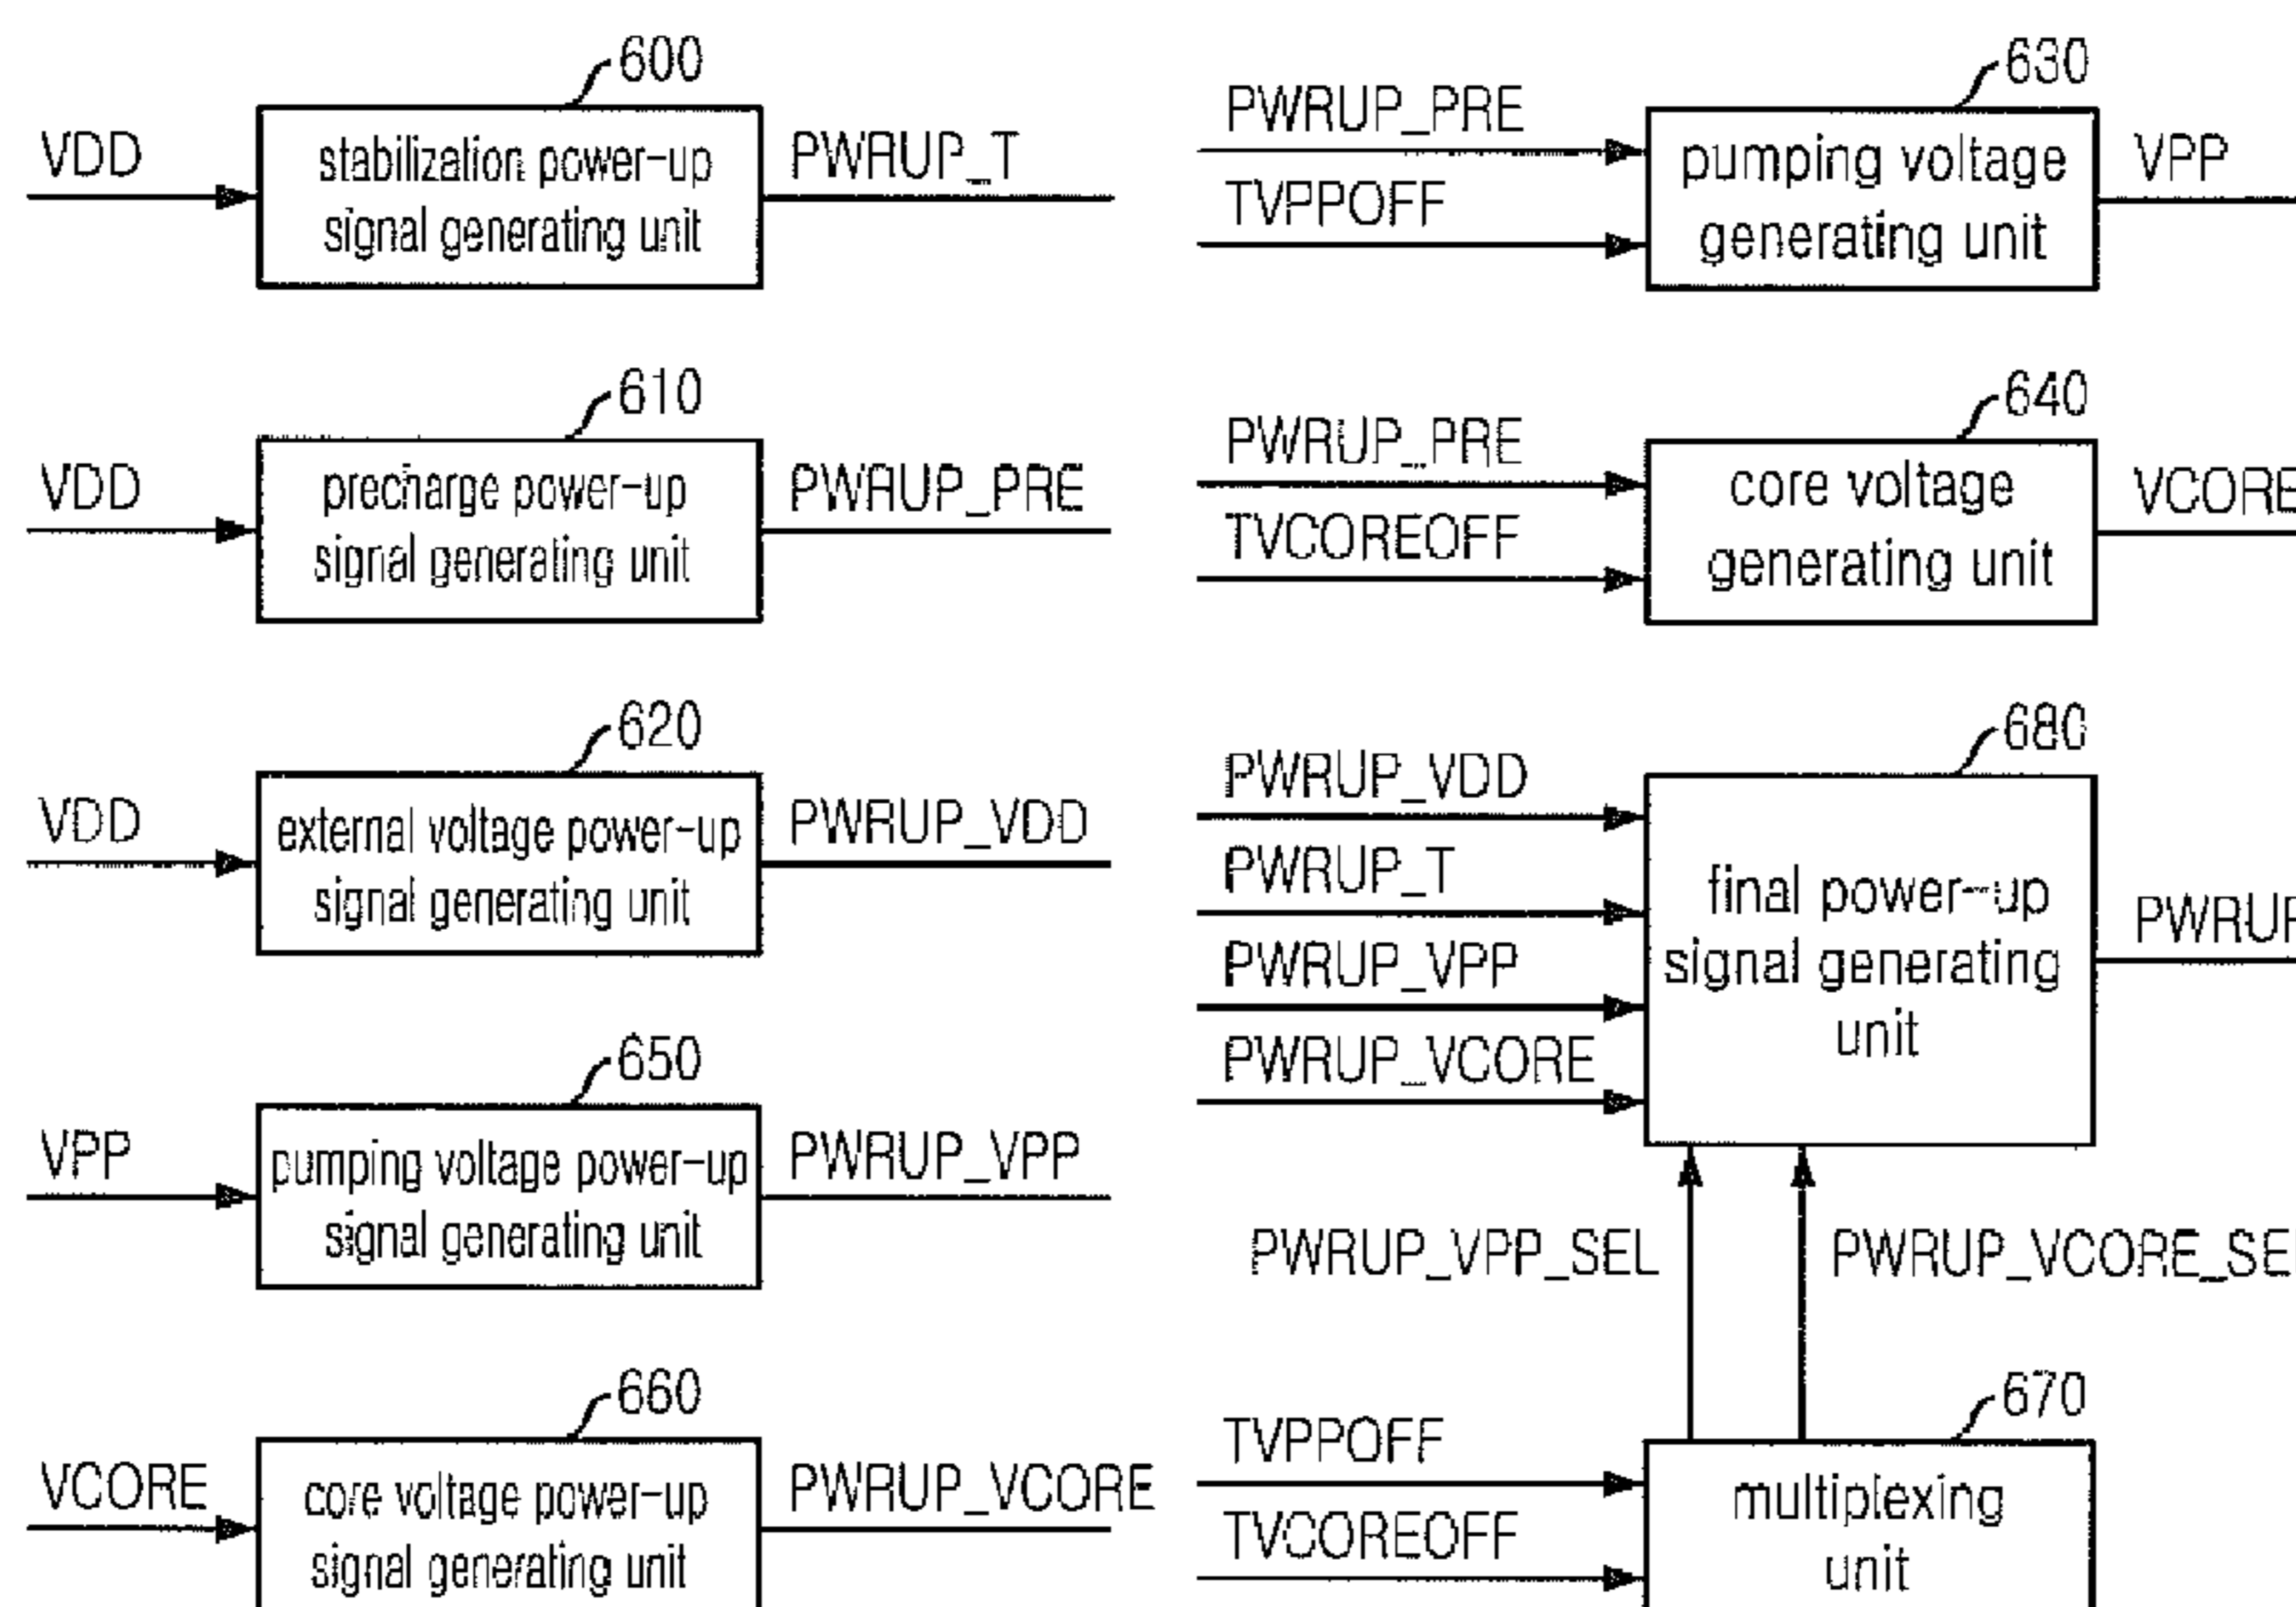 600
VDD
stabilization power-up
signal generating unit
PWRUP_T
610
VDD
precharge power-up
signal generating unit
PWRUP_PRE
620
VDD
external voltage power-up
signal generating unit
PWRUP_VDD
650
VPP
pumping voltage power-up
signal generating unit
PWRUP_VPP
660
VCORE
core voltage power-up
signal generating unit
PWRUP_VCORE
630
PWRUP_PRE
TVPPOFF
pumping voltage
generating unit
VPP
640
PWRUP_PRE
TVCOREOFF
core voltage
generating unit
VCORE
680
PWRUP_VDD
PWRUP_T
PWRUP_VPP
PWRUP_VCORE
final power-up
signal generating
unit
PWRUP
PWRUP_VPP_SEL
PWRUP_VCORE_SEL
670
TVPPOFF
TVCOREOFF
multiplexing
unit